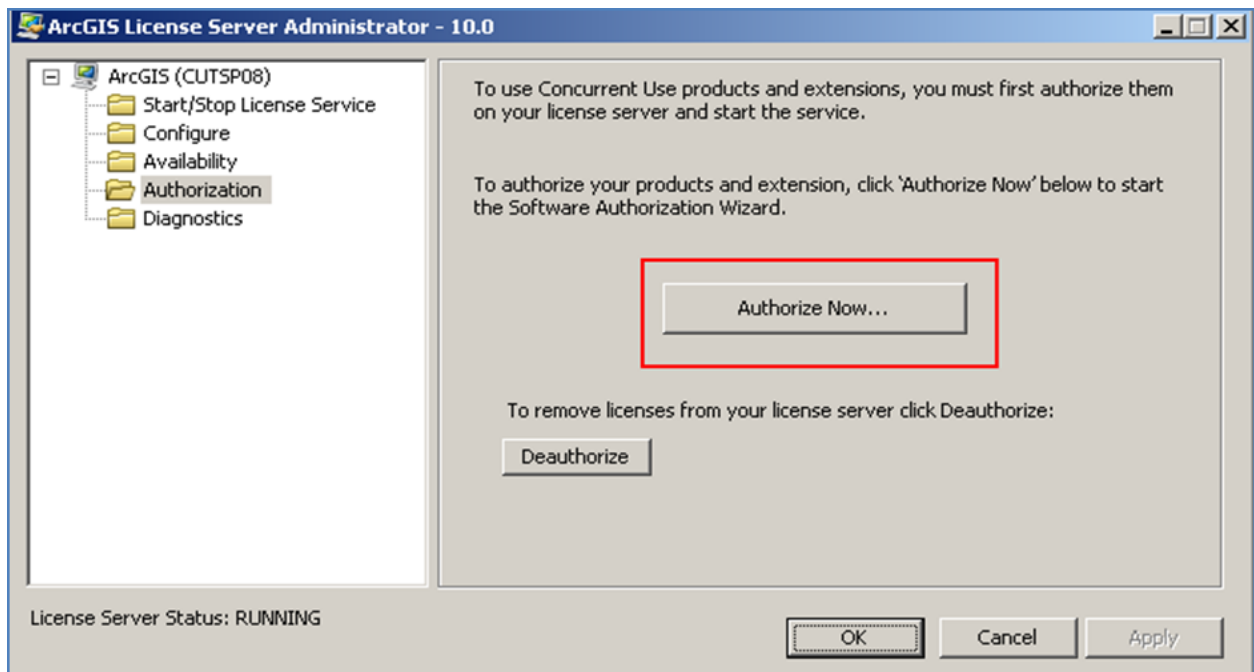 ArcGIS License Server Administrator - 10.0
ArcGIS (CUTSP08)
Start/Stop License Service
Configure
Availability
Authorization
Diagnostics
To use Concurrent Use products and extensions, you must first authorize them
on your license server and start the service.
To authorize your products and extension, click 'Authorize Now' below to start
the Software Authorization Wizard.
Authorize Now...
To remove licenses from your license server click Deauthorize:
Deauthorize
License Server Status: RUNNING
OK
Cancel
Apply